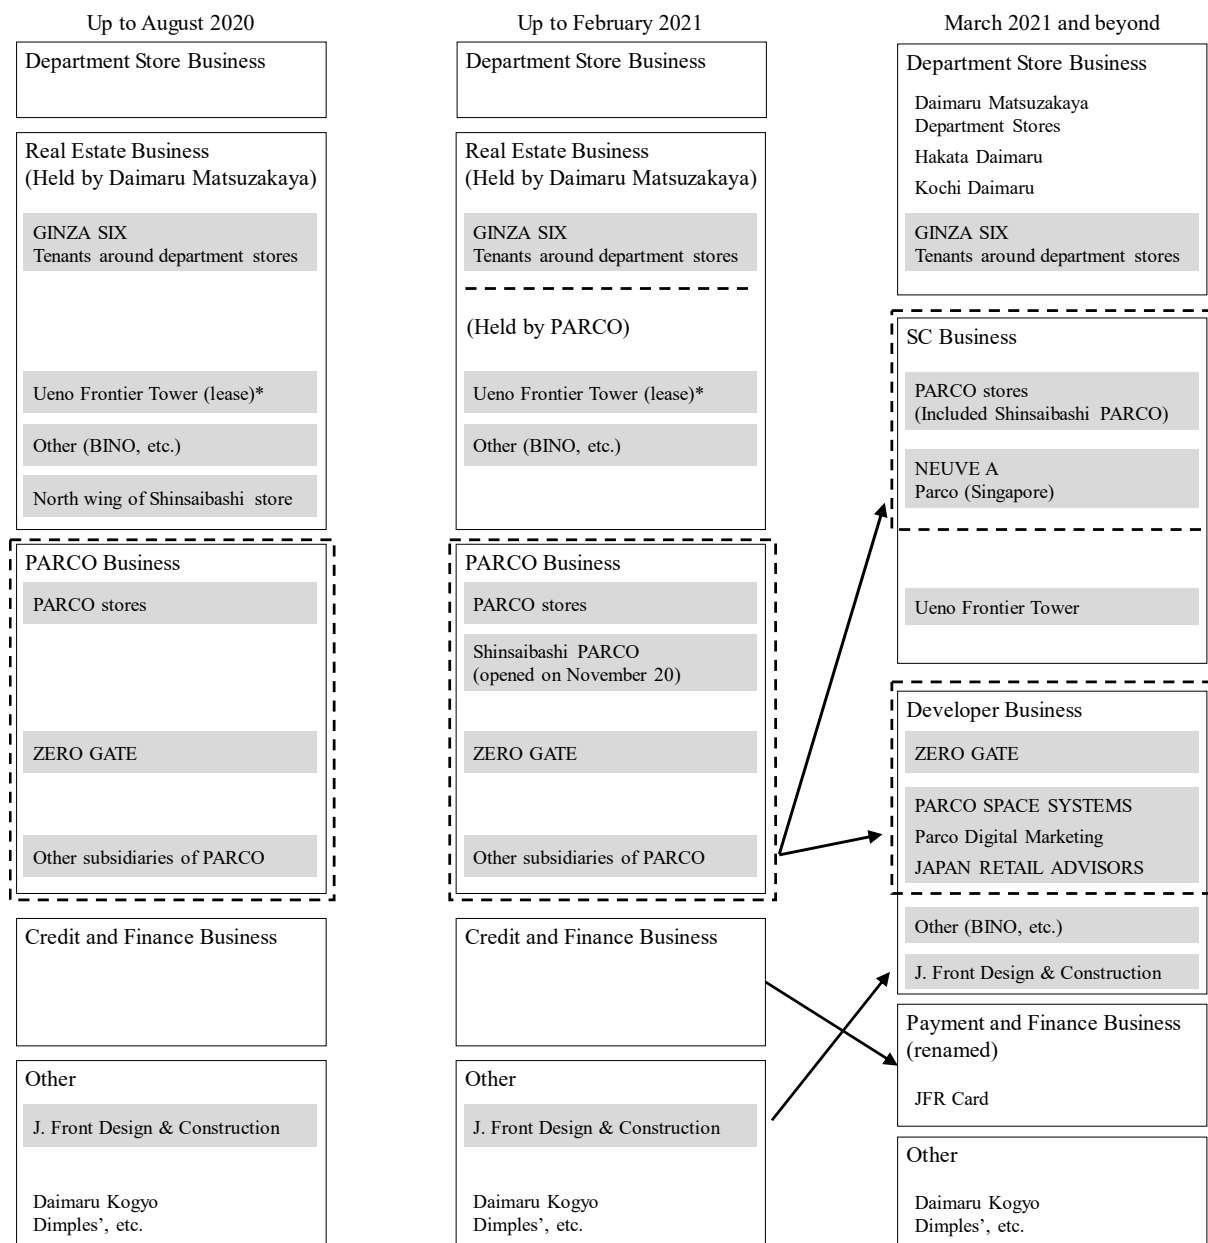 Up to August 2020
Department Store Business
Real Estate Business
(Held by Daimaru Matsuzakaya)
GINZA SIX
Tenants around department stores
Ueno Frontier Tower (lease)*
Other (BINO, etc.)
North wing of Shinsaibashi store
PARCO Business
PARCO stores
ZERO GATE
Other subsidiaries of PARCO
Credit and Finance Business
Other
J. Front Design & Construction
Daimaru Kogyo
Dimples’, etc.
Up to February 2021
Department Store Business
Real Estate Business
(Held by Daimaru Matsuzakaya)
GINZA SIX
Tenants around department stores
(Held by PARCO)
Ueno Frontier Tower (lease)*
Other (BINO, etc.)
PARCO Business
PARCO stores
Shinsaibashi PARCO
(opened on November 20)
ZERO GATE
Other subsidiaries of PARCO
Credit and Finance Business
Other
J. Front Design & Construction
Daimaru Kogyo
Dimples’, etc.
March 2021 and beyond
Department Store Business
Daimaru Matsuzakaya
Department Stores
Hakata Daimaru
Kochi Daimaru
GINZA SIX
Tenants around department stores
SC Business
PARCO stores
(Included Shinsaibashi PARCO)
NEUVE A
Parco (Singapore)
Ueno Frontier Tower
Developer Business
ZERO GATE
PARCO SPACE SYSTEMS
Parco Digital Marketing
JAPAN RETAIL ADVISORS
Other (BINO, etc.)
J. Front Design & Construction
Payment and Finance Business
(renamed)
JFR Card
Other
Daimaru Kogyo
Dimples’, etc.